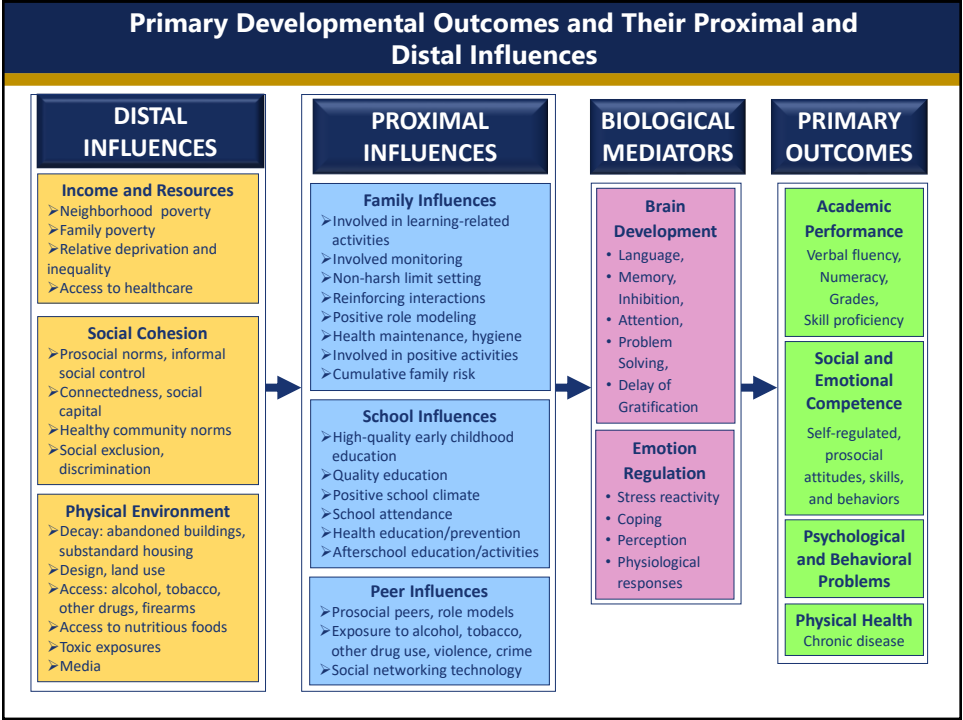 Primary Developmental Outcomes and Their Proximal and
Distal Influences
DISTAL
INFLUENCES
Income and Resources
➢Neighborhood poverty
➢Family poverty
➢Relative deprivation and
inequality
➢Access to healthcare
Social Cohesion
➢Prosocial norms, informal
social control
➢Connectedness, social
capital
➢Healthy community norms
➢Social exclusion,
discrimination
Physical Environment
➢Decay: abandoned buildings,
substandard housing
➢Design, land use
➢Access: alcohol, tobacco,
other drugs, firearms
➢Access to nutritious foods
➢Toxic exposures
➢Media
PROXIMAL
INFLUENCES
Family Influences
➢Involved in learning-related
activities
➢Involved monitoring
➢Non-harsh limit setting
➢Reinforcing interactions
➢Positive role modeling
➢Health maintenance, hygiene
➢Involved in positive activities
➢Cumulative family risk
School Influences
➢High-quality early childhood
education
➢Quality education
➢Positive school climate
➢School attendance
➢Health education/prevention
➢Afterschool education/activities
Peer Influences
➢Prosocial peers, role models
➢Exposure to alcohol, tobacco,
other drug use, violence, crime
➢Social networking technology
BIOLOGICAL
MEDIATORS
Brain
Development
• Language,
• Memory,
Inhibition,
• Attention,
• Problem
Solving,
• Delay of
Gratification
Emotion
Regulation
• Stress reactivity
• Coping
• Perception
• Physiological
responses
PRIMARY
OUTCOMES
Academic
Performance
Verbal fluency,
Numeracy,
Grades,
Skill proficiency
Social and
Emotional
Competence
Self-regulated,
prosocial
attitudes, skills,
and behaviors
Psychological
and Behavioral
Problems
Physical Health
Chronic disease